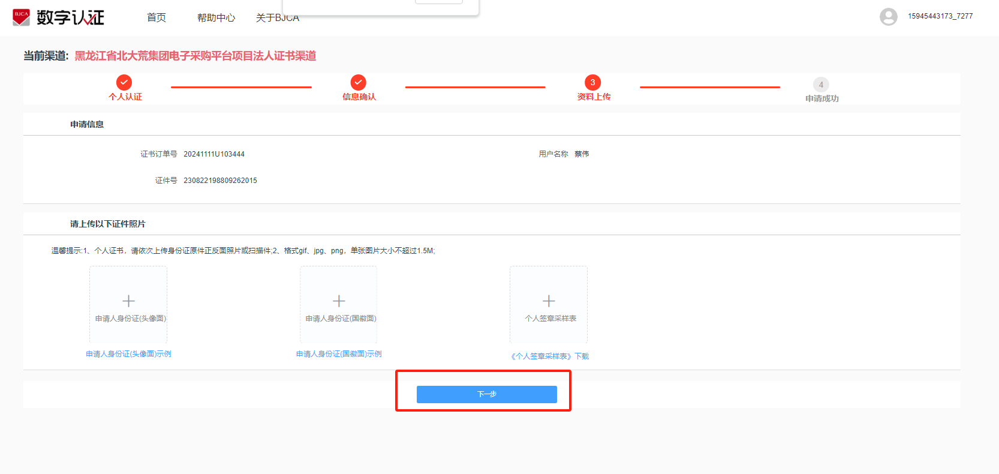 BJCA 数字认证 首页 帮助中心 关于BJCA 15945443173_7277
当前渠道: 黑龙江省北大荒集团电子采购平台项目法人证书渠道
3 4
个人认证 信息确认 资料上传 申请成功
申请信息
证书订单号 20241111U103444 用户名称 蔡伟
证件号 230822198809262015
请上传以下证件照片
温馨提示:1、个人证书，请依次上传身份证原件正反面照片或扫描件;2、格式gif、jpg、png，单张图片大小不超过1.5M;
申请人身份证(头像面) 申请人身份证(国徽面) 个人签章采样表
申请人身份证(头像面)示例 申请人身份证(国徽面)示例 《个人签章采样表》下载
下一步